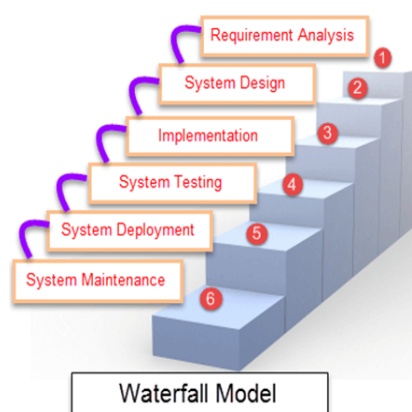 Requirement Analysis
1
System Design
2
Implementation
3
System Testing
4
System Deployment
5
System Maintenance
6
Waterfall Model